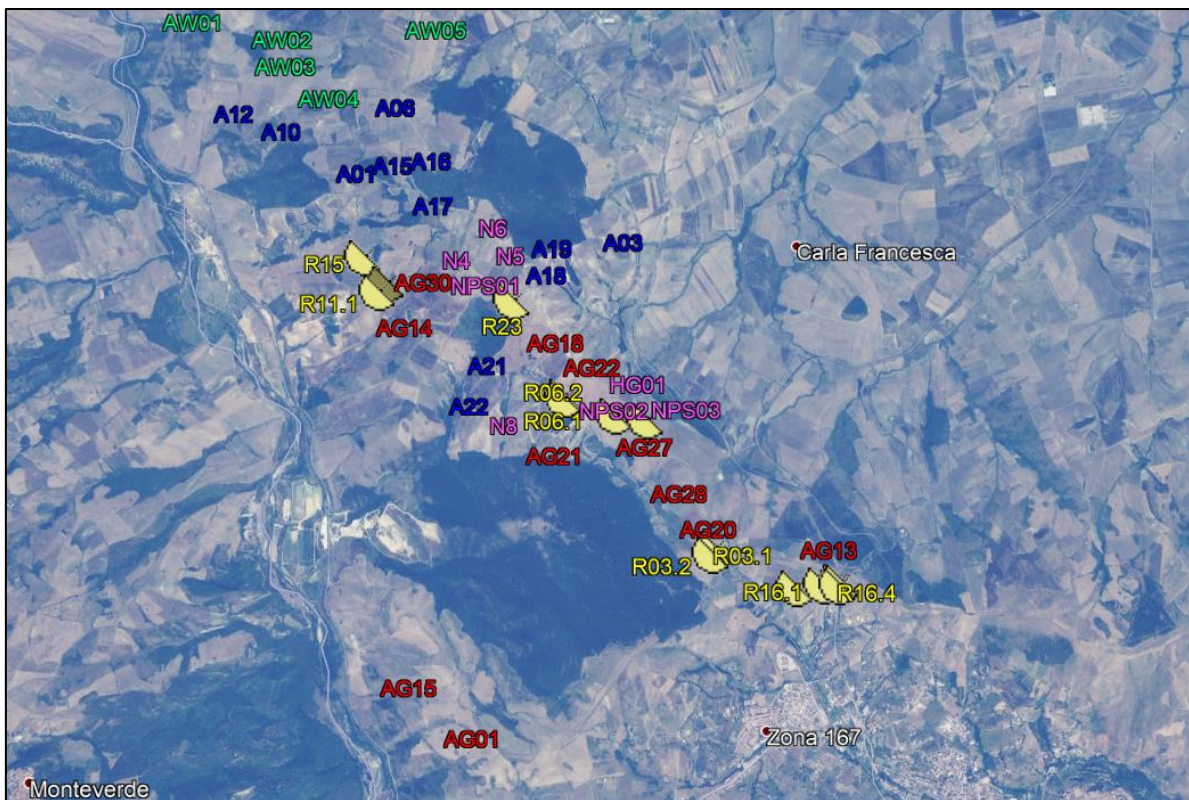 AW01
AW02
AW05
AW03
AW04
A12
A06
A10
A01
A15
A16
A17
N6
A19
A03
Carla Francesca
R15
N4
N5
A18
AG30
NPS01
R11.1
AG14
R23
AG18
A21
AG22
HG01
R06.2
A22
NPS02
NPS03
R06.1
N8
AG27
AG21
AG28
AG20
R03.1
AG13
R03.2
R16.1
R16.4
AG15
AG01
Zona 167
Monteverde